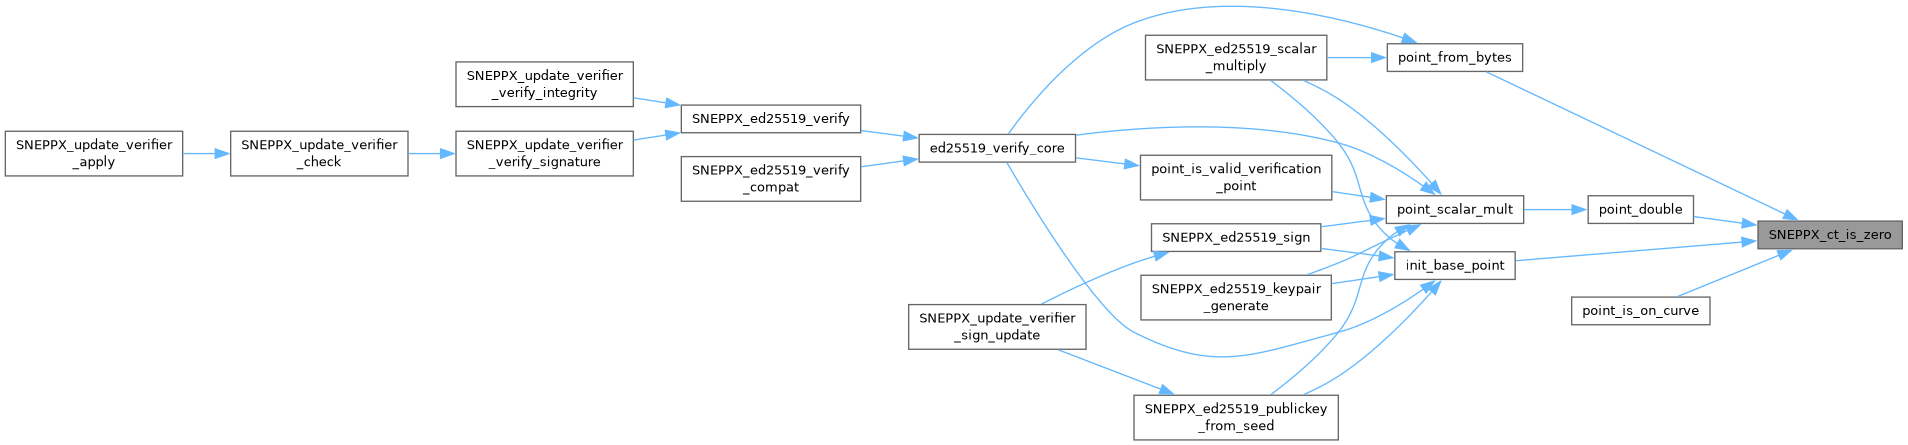 SNEPPX_update_verifier
_apply
SNEPPX_update_verifier
_check
SNEPPX_update_verifier
_verify_integrity
SNEPPX_update_verifier
_verify_signature
SNEPPX_ed25519_verify
SNEPPX_ed25519_verify
_compat
ed25519_verify_core
SNEPPX_update_verifier
_sign_update
SNEPPX_ed25519_scalar
_multiply
point_is_valid_verification
_point
SNEPPX_ed25519_sign
SNEPPX_ed25519_keypair
_generate
SNEPPX_ed25519_publickey
_from_seed
point_from_bytes
point_scalar_mult
init_base_point
point_double
point_is_on_curve
SNEPPX_ct_is_zero